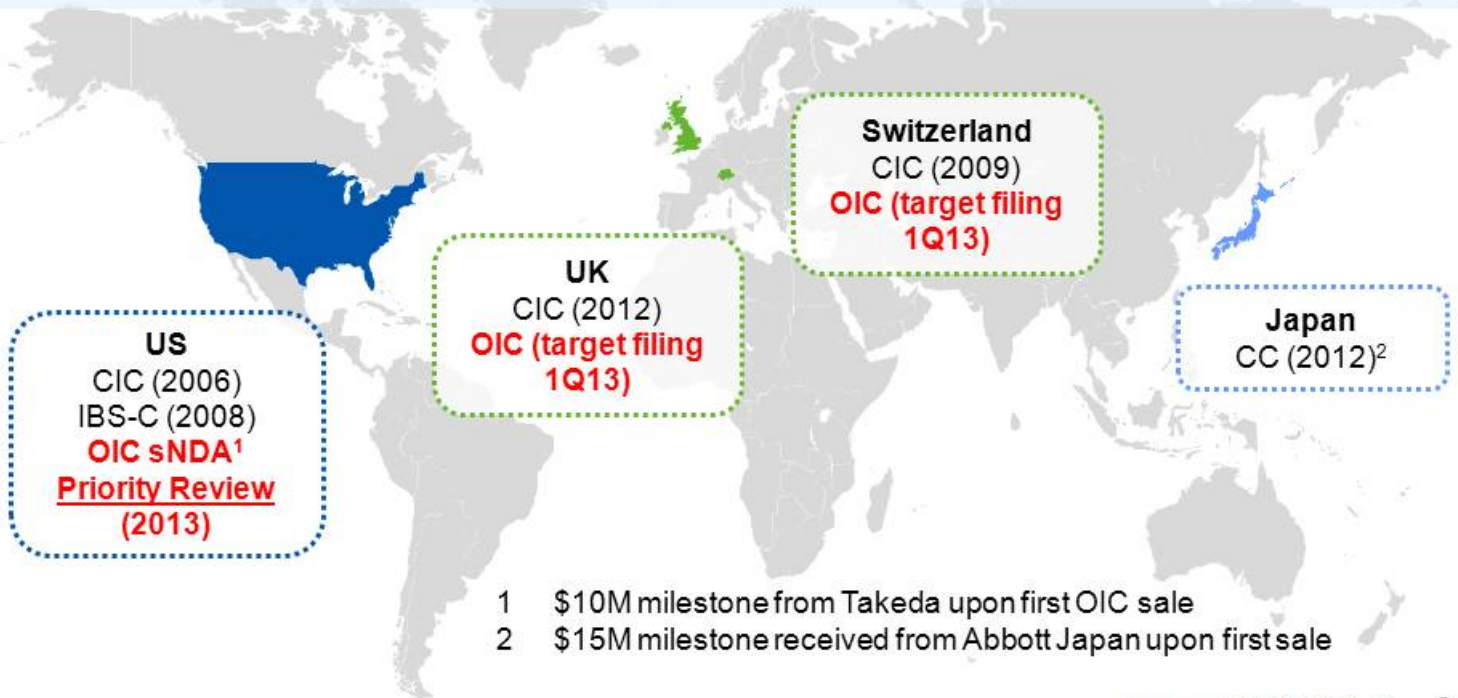 US
CIC (2006)
IBS-C (2008)
OIC sNDA¹
Priority Review
(2013)
UK
CIC (2012)
OIC (target filing
1Q13)
Switzerland
CIC (2009)
OIC (target filing
1Q13)
Japan
CC (2012)²
1 $10M milestone from Takeda upon first OIC sale
2 $15M milestone received from Abbott Japan upon first sale